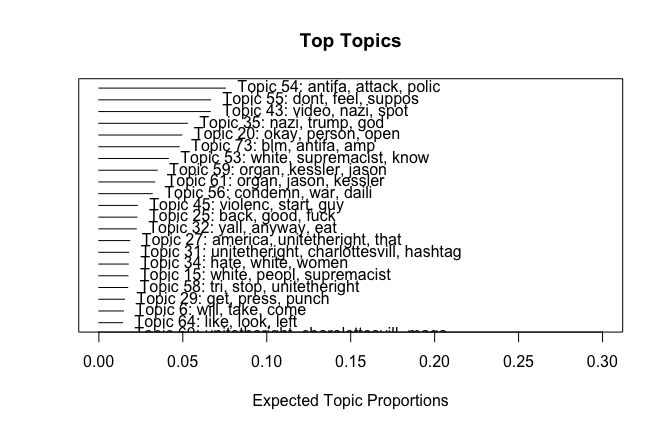 Top Topics
Topic 54: antifa, attack, polic
Topic 55: dont, feel, suppos
Topic 43: video, nazi, spot
Topic 35: nazi, trump, god
Topic 20: okay, person, open
Topic 73: blm, antifa, amp
Topic 53: white, supremacist, know
Topic 59: organ, kessler, jason
Topic 61: organ, jason, kessler
Topic 56: condemn, war, daili
Topic 45: violenc, start, guy
Topic 25: back, good, fuck
Topic 32: yall, anyway, eat
Topic 27: america, unitetheright, that
Topic 31: unitetheright, charlottesvill, hashtag
Topic 34: hate, white, women
Topic 15: white, peopl, supremacist
Topic 58: tri, stop, unitetheright
Topic 29: get, press, punch
Topic 6: will, take, come
Topic 64: like, look, left
0.00 0.05 0.10 0.15 0.20 0.25 0.30
Expected Topic Proportions